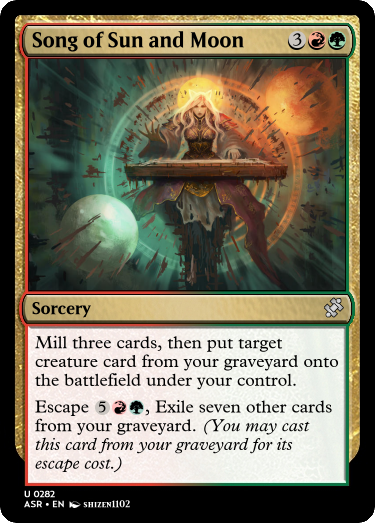 Song of Sun and Moon 3
Sorcery
Mill three cards, then put target
creature card from your graveyard onto
the battlefield under your control.
Escape 5, Exile seven other cards
from your graveyard. (You may cast
this card from your graveyard for its
escape cost.)
U 0282
ASR • EN SHIZEN1102